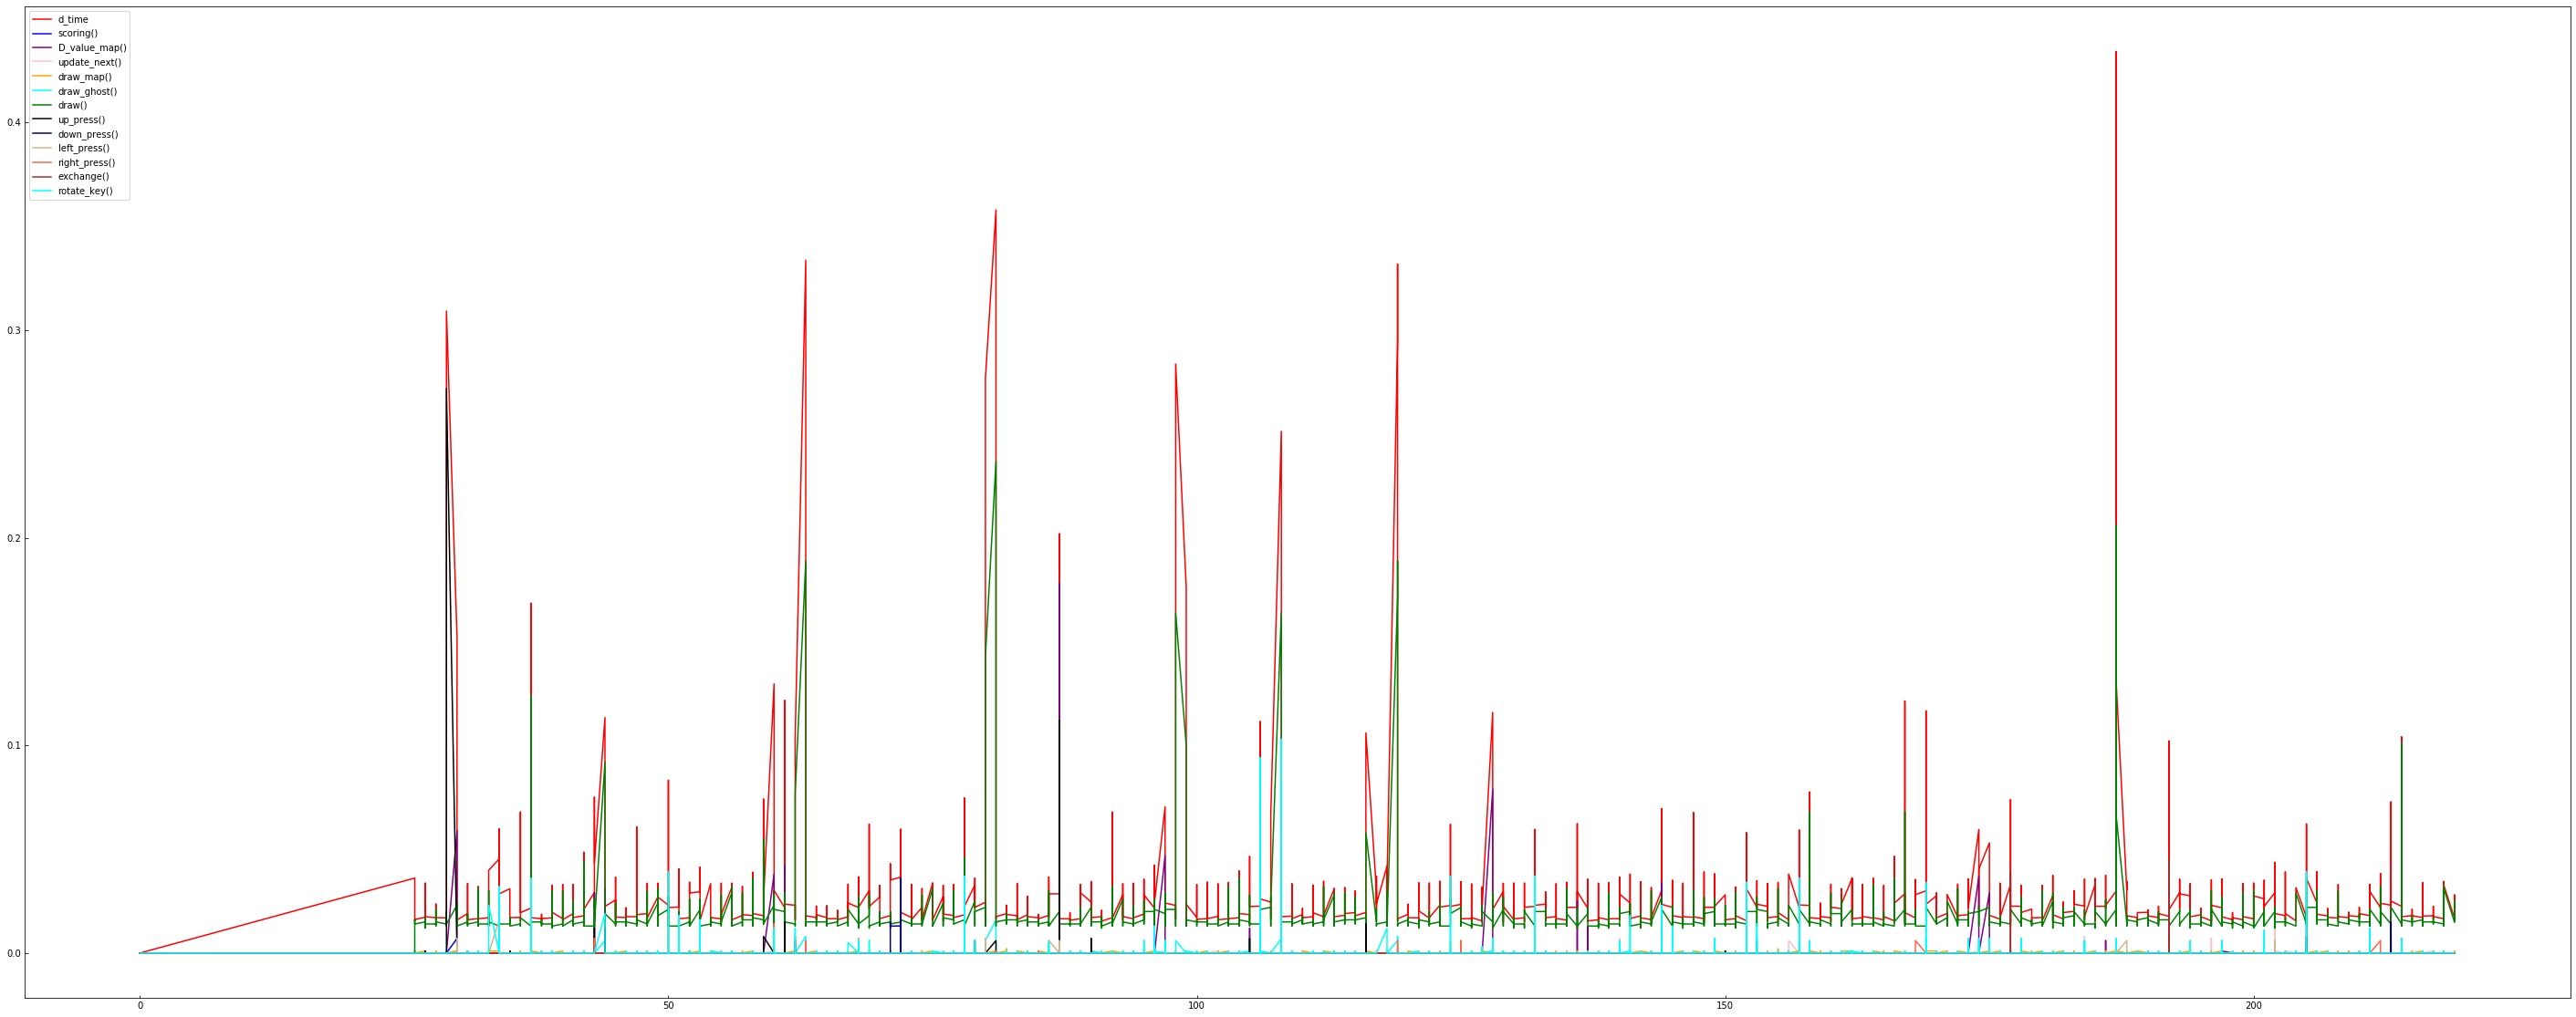 d_time
scoring()
D_value_map()
update_next()
draw_map()
draw_ghost()
draw()
up_press()
down_press()
left_press()
right_press()
exchange()
rotate_key()
0.4
0.3
0.2
0.1
0.0
0 50 100 150 200